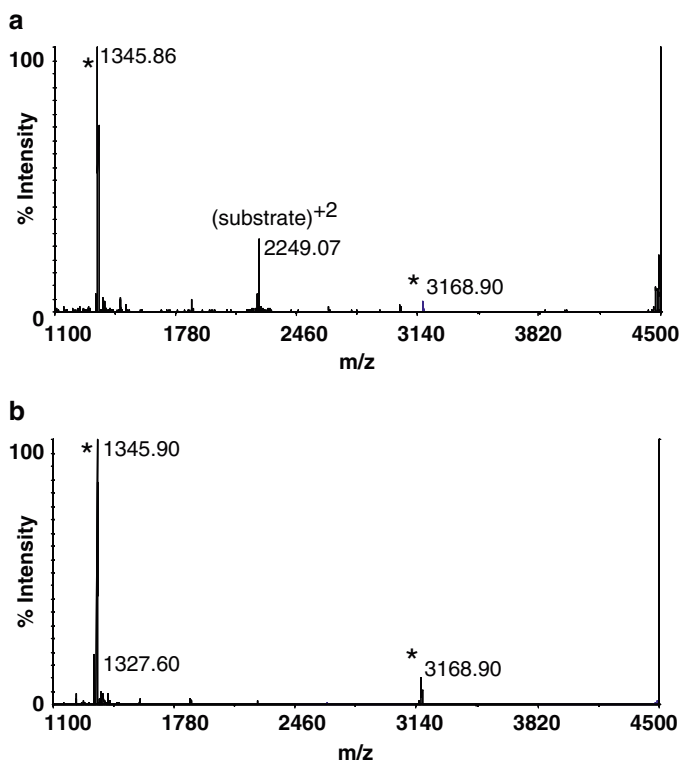 a
100
*
1345.86
% Intensity
(substrate)+2
2249.07
* 3168.90
0
1100 1780 2460 3140 3820 4500
m/z
b
100
*
1345.90
% Intensity
1327.60
* 3168.90
0
1100 1780 2460 3140 3820 4500
m/z